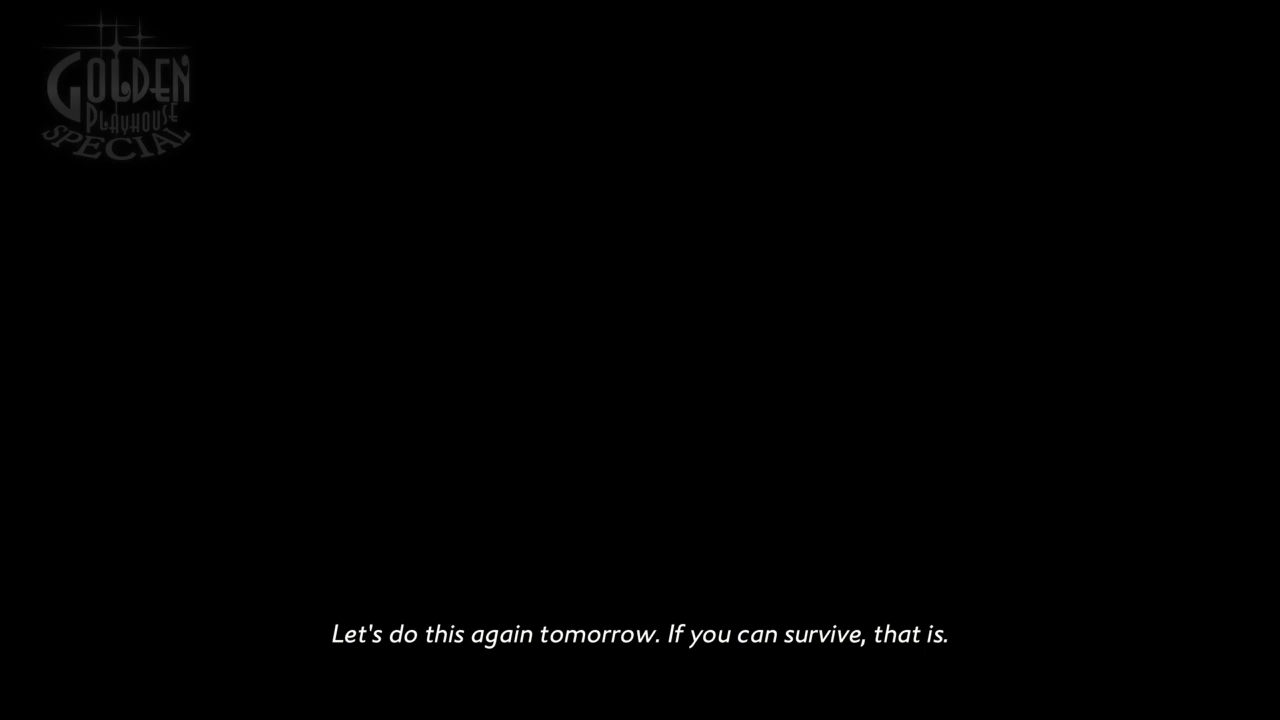 GOLDEN
PLAYHOUSE
SPECIAL
Let's do this again tomorrow. If you can survive, that is.